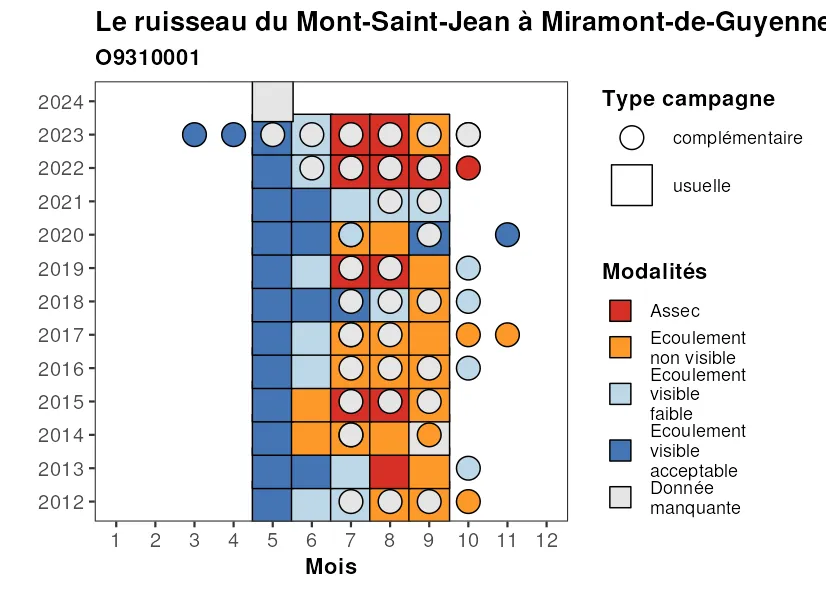 Le ruisseau du Mont-Saint-Jean à Miramont-de-Guyenne
O9310001
2024
2023
2022
2021
2020
2019
2018
2017
2016
2015
2014
2013
2012
1 2 3 4 5 6 7 8 9 10 11 12
Mois
Type campagne
complémentaire
usuelle
Modalités
Assec
Ecoulement
non visible
Ecoulement
visible
faible
Ecoulement
visible
acceptable
Donnée
manquante